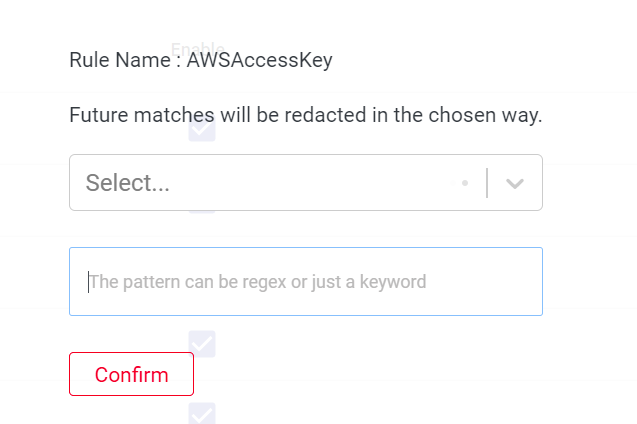 Enable
Rule Name : AWSAccessKey
Future matches will be redacted in the chosen way.
Select...
The pattern can be regex or just a keyword
Confirm